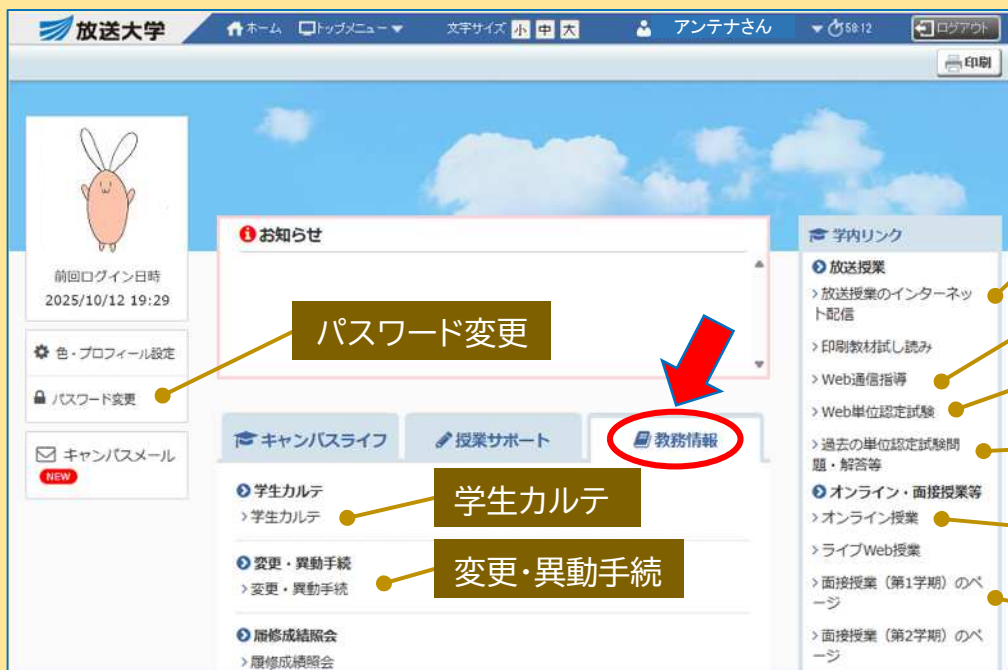 放送大学
ホーム
トップメニュー
文字サイズ 小 中 大
アンテナさん
58:12
ログアウト
印刷
前回ログイン日時
2025/10/12 19:29
色・プロフィール設定
パスワード変更
キャンパスメール
NEW
お知らせ
パスワード変更
キャンパスライフ
授業サポート
教務情報
学生カルテ
学生カルテ
学生カルテ
変更・異動手続
変更・異動手続
変更・異動手続
履修成績照会
履修成績照会
学内リンク
放送授業
放送授業のインターネッ
ト配信
印刷教材試し読み
Web通信指導
Web単位認定試験
過去の単位認定試験問
題・解答等
オンライン・面接授業等
オンライン授業
ライブWeb授業
面接授業（第1学期）のペ
ージ
面接授業（第2学期）のペ
ージ